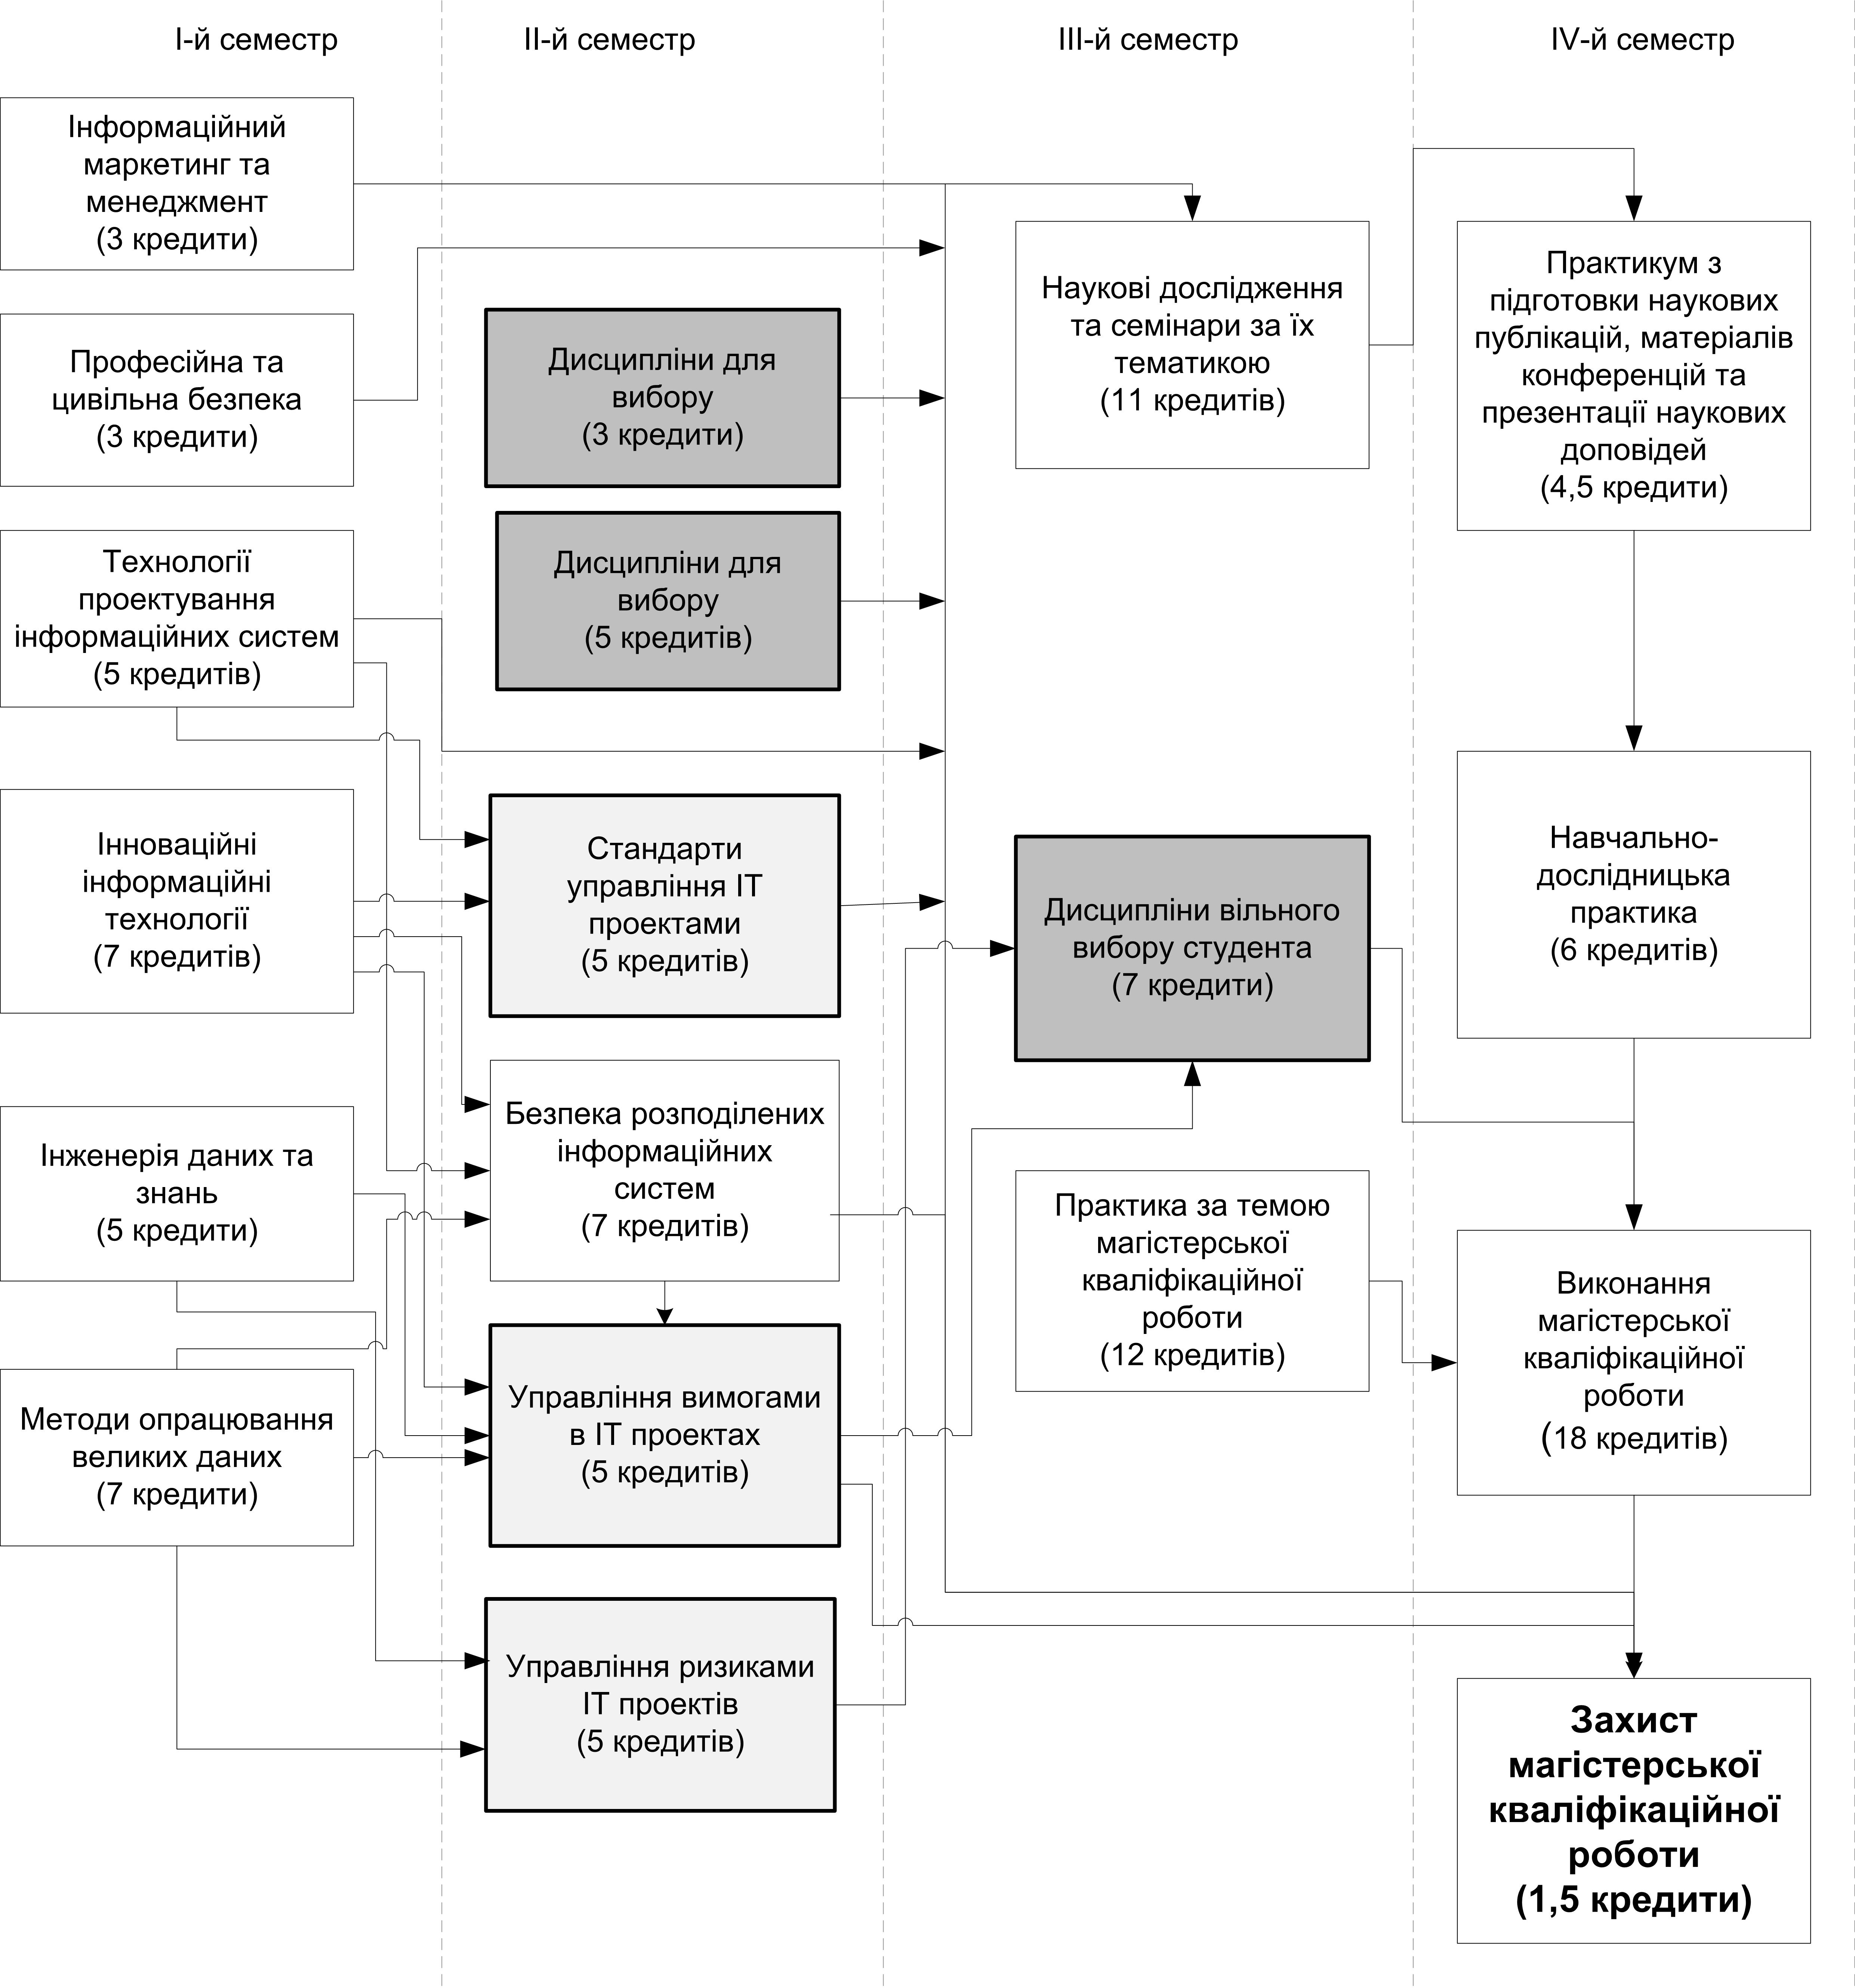 І-й семестр
ІІ-й семестр
ІІІ-й семестр
IV-й семестр
Інформаційний
маркетинг та
менеджмент
(3 кредити)
Професійна та
цивільна безпека
(3 кредити)
Технології
проектування
інформаційних систем
(5 кредитів)
Інноваційні
інформаційні
технології
(7 кредитів)
Інженерія даних та
знань
(5 кредити)
Методи опрацювання
великих даних
(7 кредити)
Дисципліни для
вибору
(3 кредити)
Дисципліни для
вибору
(5 кредитів)
Стандарти
управління ІТ
проектами
(5 кредитів)
Безпека розподілених
інформаційних
систем
(7 кредитів)
Управління вимогами
в ІТ проектах
(5 кредитів)
Управління ризиками
ІТ проектів
(5 кредитів)
Наукові дослідження
та семінари за їх
тематикою
(11 кредитів)
Дисципліни вільного
вибору студента
(7 кредити)
Практика за темою
магістерської
кваліфікаційної
роботи
(12 кредитів)
Практикум з
підготовки наукових
публікацій, матеріалів
конференцій та
презентації наукових
доповідей
(4,5 кредити)
Навчально-
дослідницька
практика
(6 кредитів)
Виконання
магістерської
кваліфікаційної
роботи
(18 кредитів)
Захист
магістерської
кваліфікаційної
роботи
(1,5 кредити)